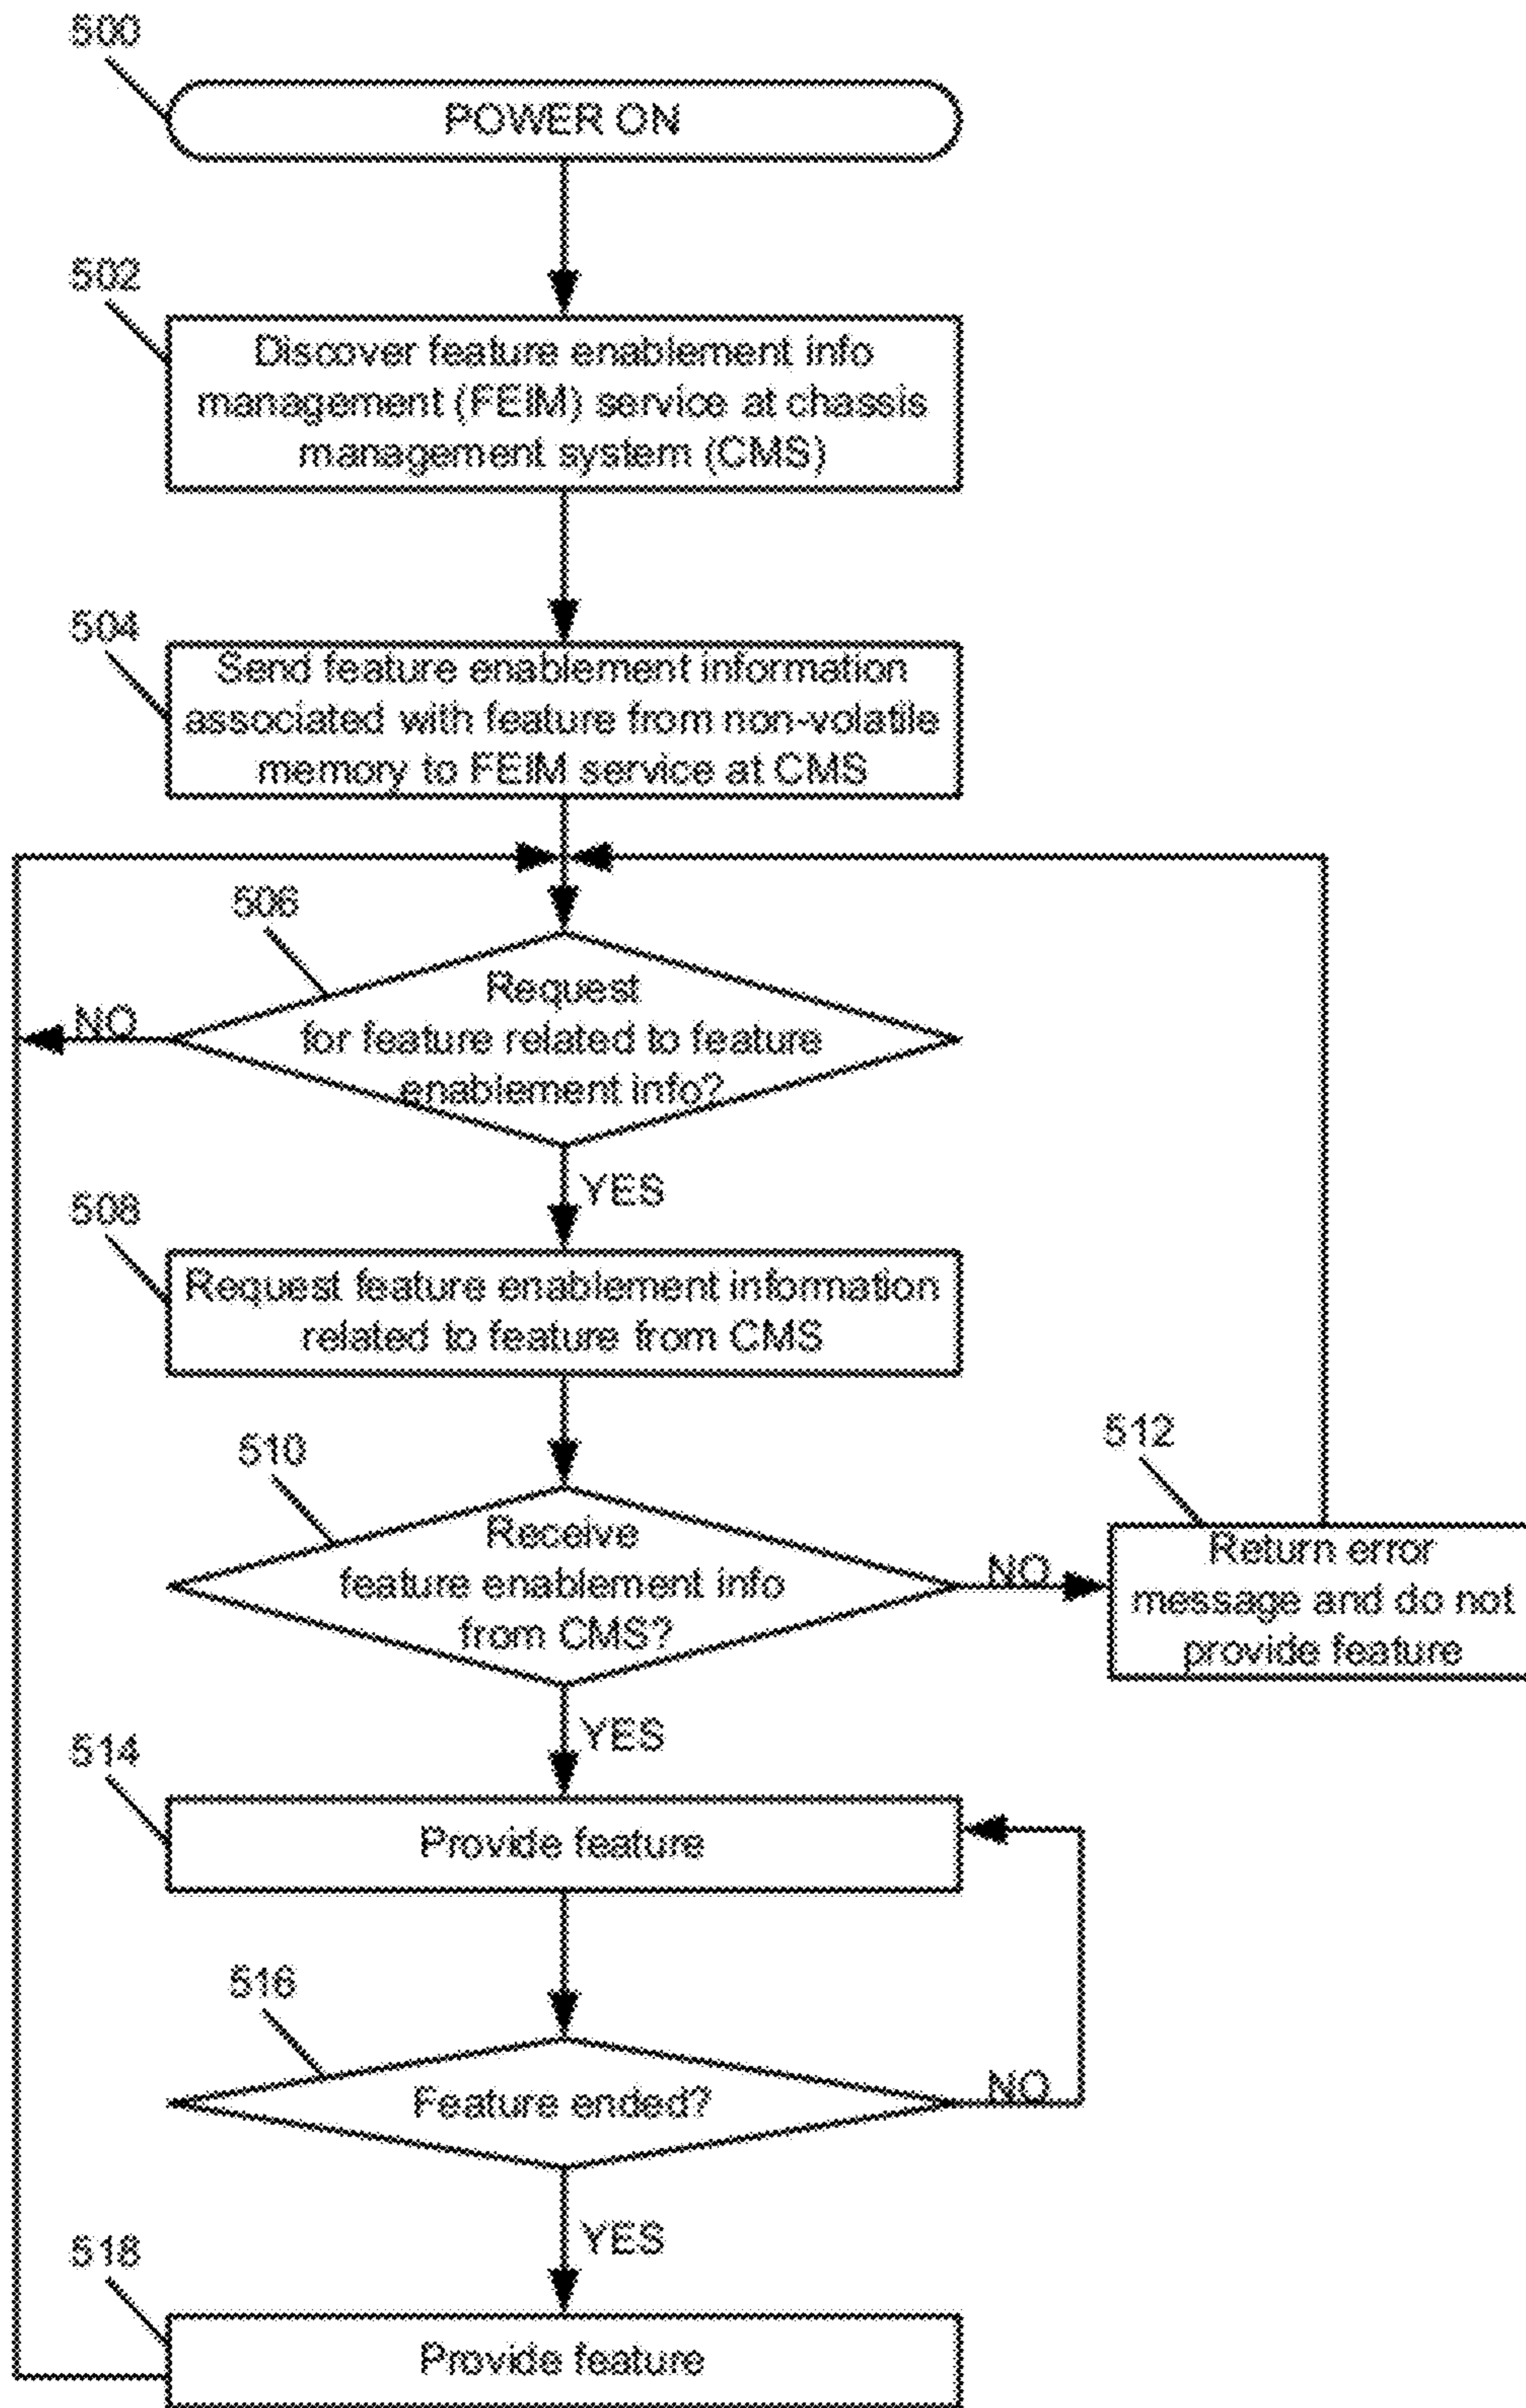 500
POWER ON
502
Discover feature enablement info
management (FEIM) service at chassis
management system (CMS)
504
Send feature enablement information
associated with feature from non-volatile
memory to FEIM service at CMS
506
Request
for feature related to feature
enablement info?
NO
YES
508
Request feature enablement information
related to feature from CMS
510
Receive
feature enablement info
from CMS?
NO
512
Return error
message and do not
provide feature
YES
514
Provide feature
516
Feature ended?
NO
YES
518
Provide feature